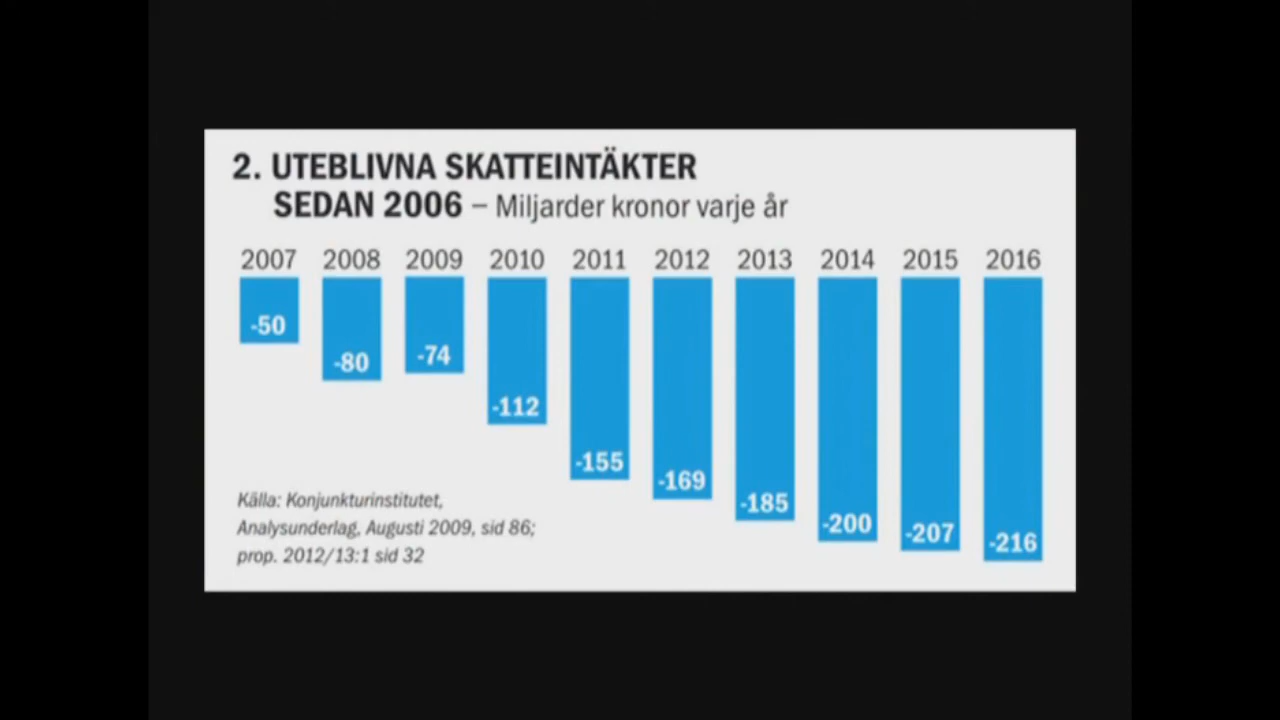 2. UTEBLIVNA SKATTEINTÄKTER
SEDAN 2006 – Miljarder kronor varje år
2007 2008 2009 2010 2011 2012 2013 2014 2015 2016
-50
-80
-74
-112
-155
-169
-185
-200
-207
-216
Källa: Konjunkturinstitutet,
Analysunderlag, Augusti 2009, sid 86;
prop. 2012/13:1 sid 32